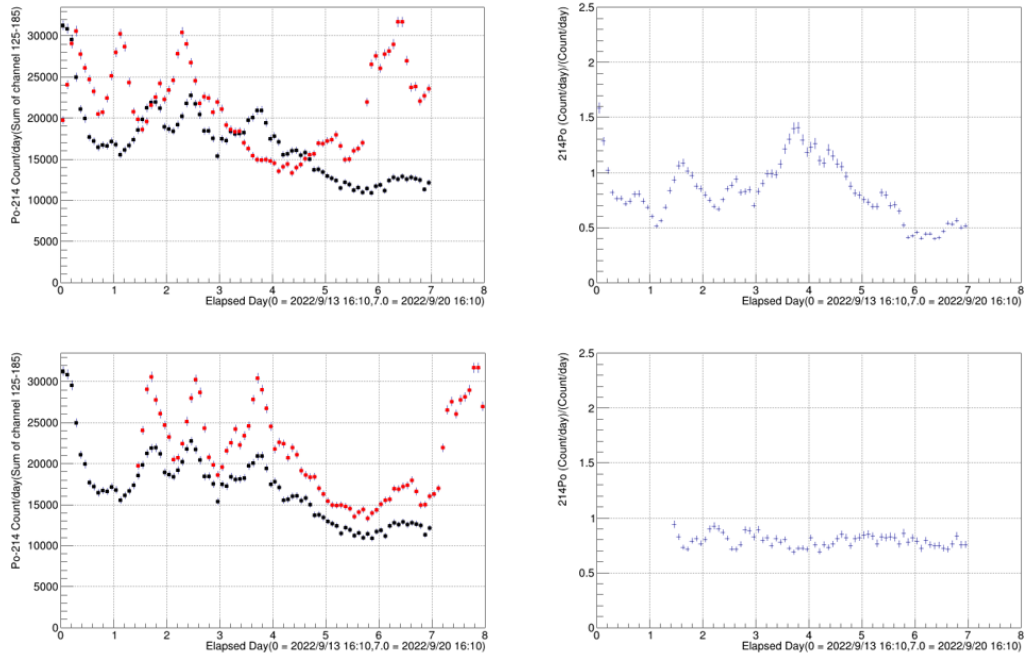 Po-214 Count/day(Sum of channel 125-185)
30000
25000
20000
15000
10000
5000
0
0 1 2 3 4 5 6 7 8
Elapsed Day(0 = 2022/9/13 16:10,7.0 = 2022/9/20 16:10)
214Po (Count/day)/(Count/day)
2.5
2
1.5
1
0.5
0
0 1 2 3 4 5 6 7 8
Elapsed Day(0 = 2022/9/13 16:10,7.0 = 2022/9/20 16:10)
Po-214 Count/day(Sum of channel 125-185)
30000
25000
20000
15000
10000
5000
0
0 1 2 3 4 5 6 7 8
Elapsed Day(0 = 2022/9/13 16:10,7.0 = 2022/9/20 16:10)
214Po (Count/day)/(Count/day)
2.5
2
1.5
1
0.5
0
0 1 2 3 4 5 6 7 8
Elapsed Day(0 = 2022/9/13 16:10,7.0 = 2022/9/20 16:10)